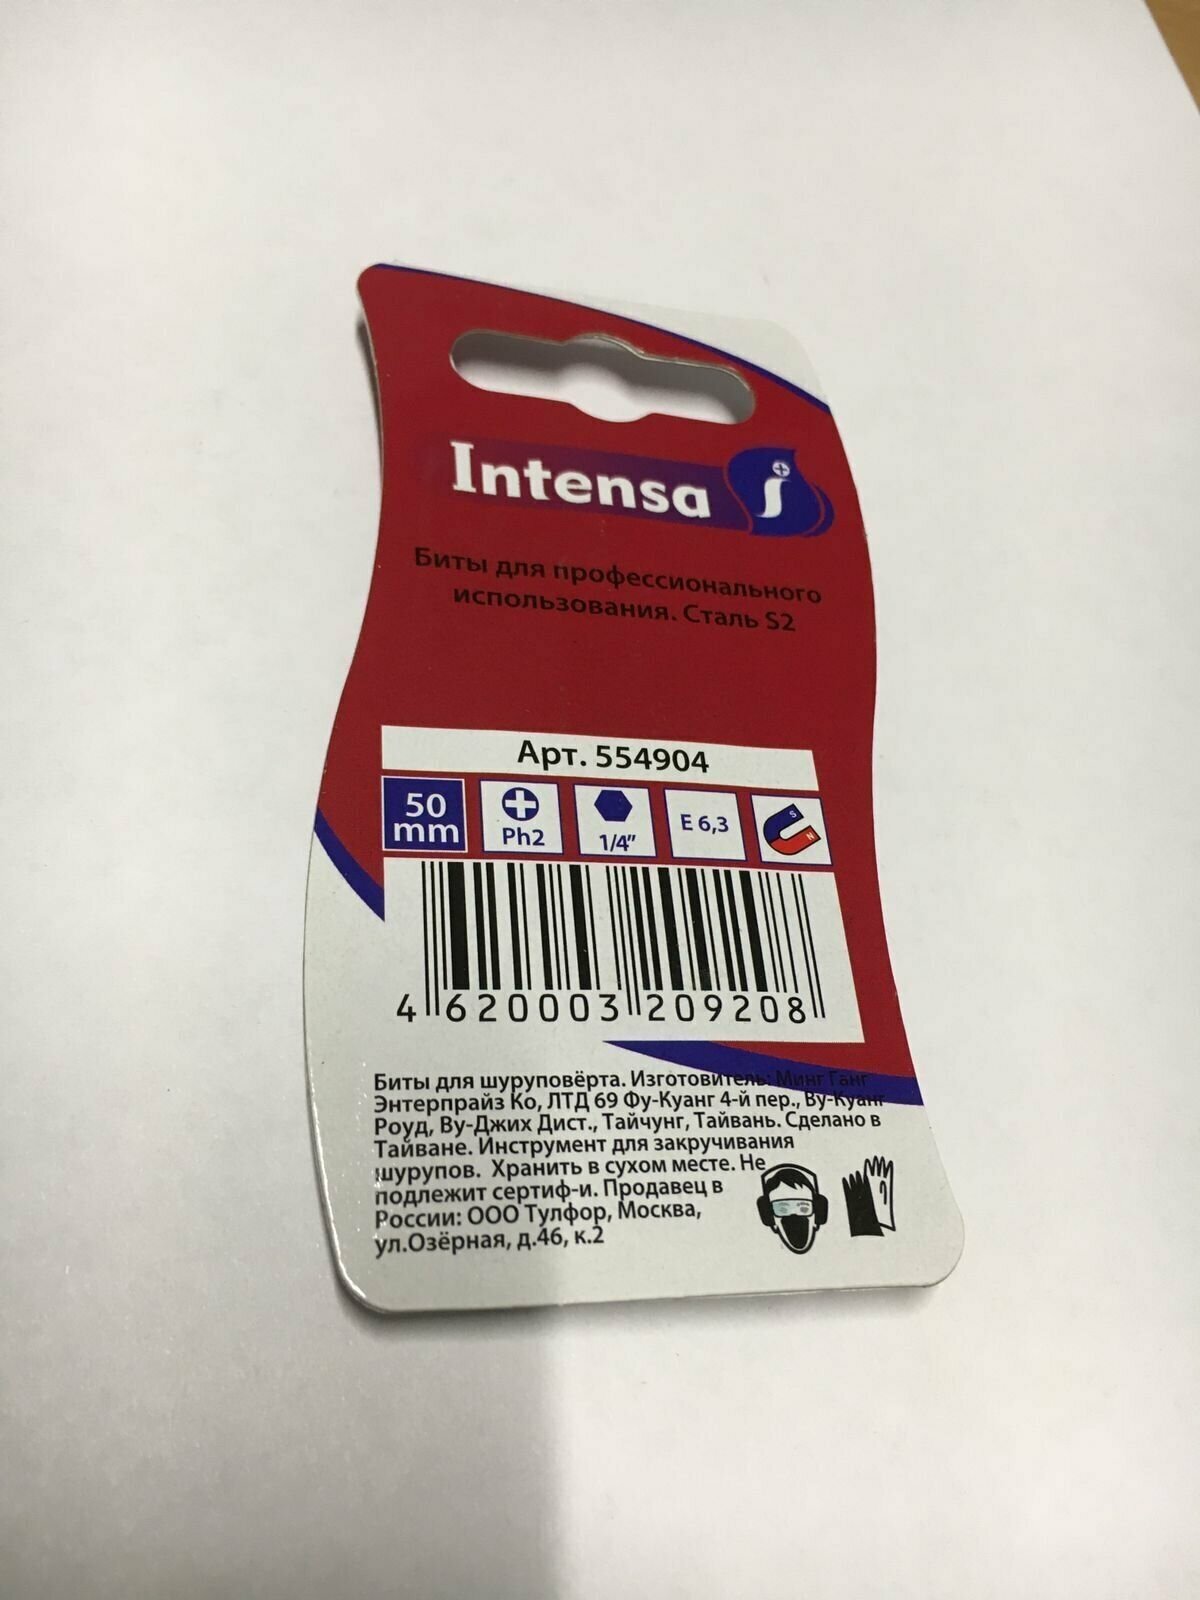 Intensa
Биты для профессионального
использования. Сталь S2
Арт. 554904
50 mm
Ph2
1/4”
E 6,3
S
N
4 620003 209208
Биты для шуруповёрта. Изготовитель: Минг Ганг
Энтерпрайз Ко, ЛТД 69 Фу-Куанг 4-й пер., Ву-Куанг
Роуд, Ву-Джих Дист., Тайчунг, Тайвань. Сделано в
Тайване. Инструмент для закручивания
шурупов. Хранить в сухом месте. Не
подлежит сертиф-и. Продавец в
России: ООО Тулфор, Москва,
ул.Озёрная, д.46, к.2